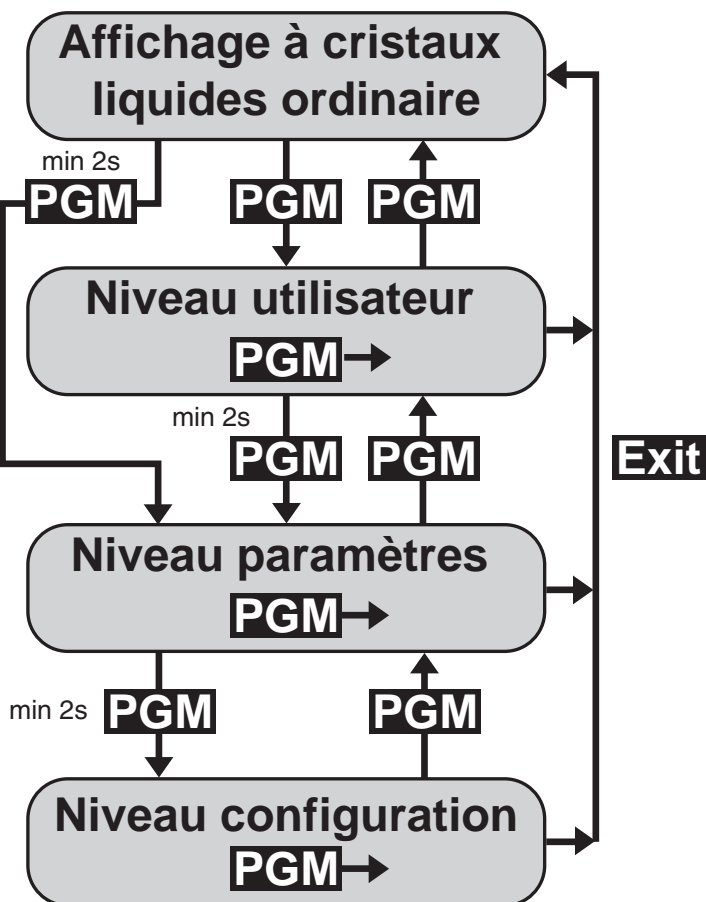 Affichage à cristaux
liquides ordinaire
min 2s
PGM
PGM
PGM
Niveau utilisateur
PGM
min 2s
PGM
PGM
Exit
Niveau paramètres
PGM
min 2s
PGM
PGM
Niveau configuration
PGM